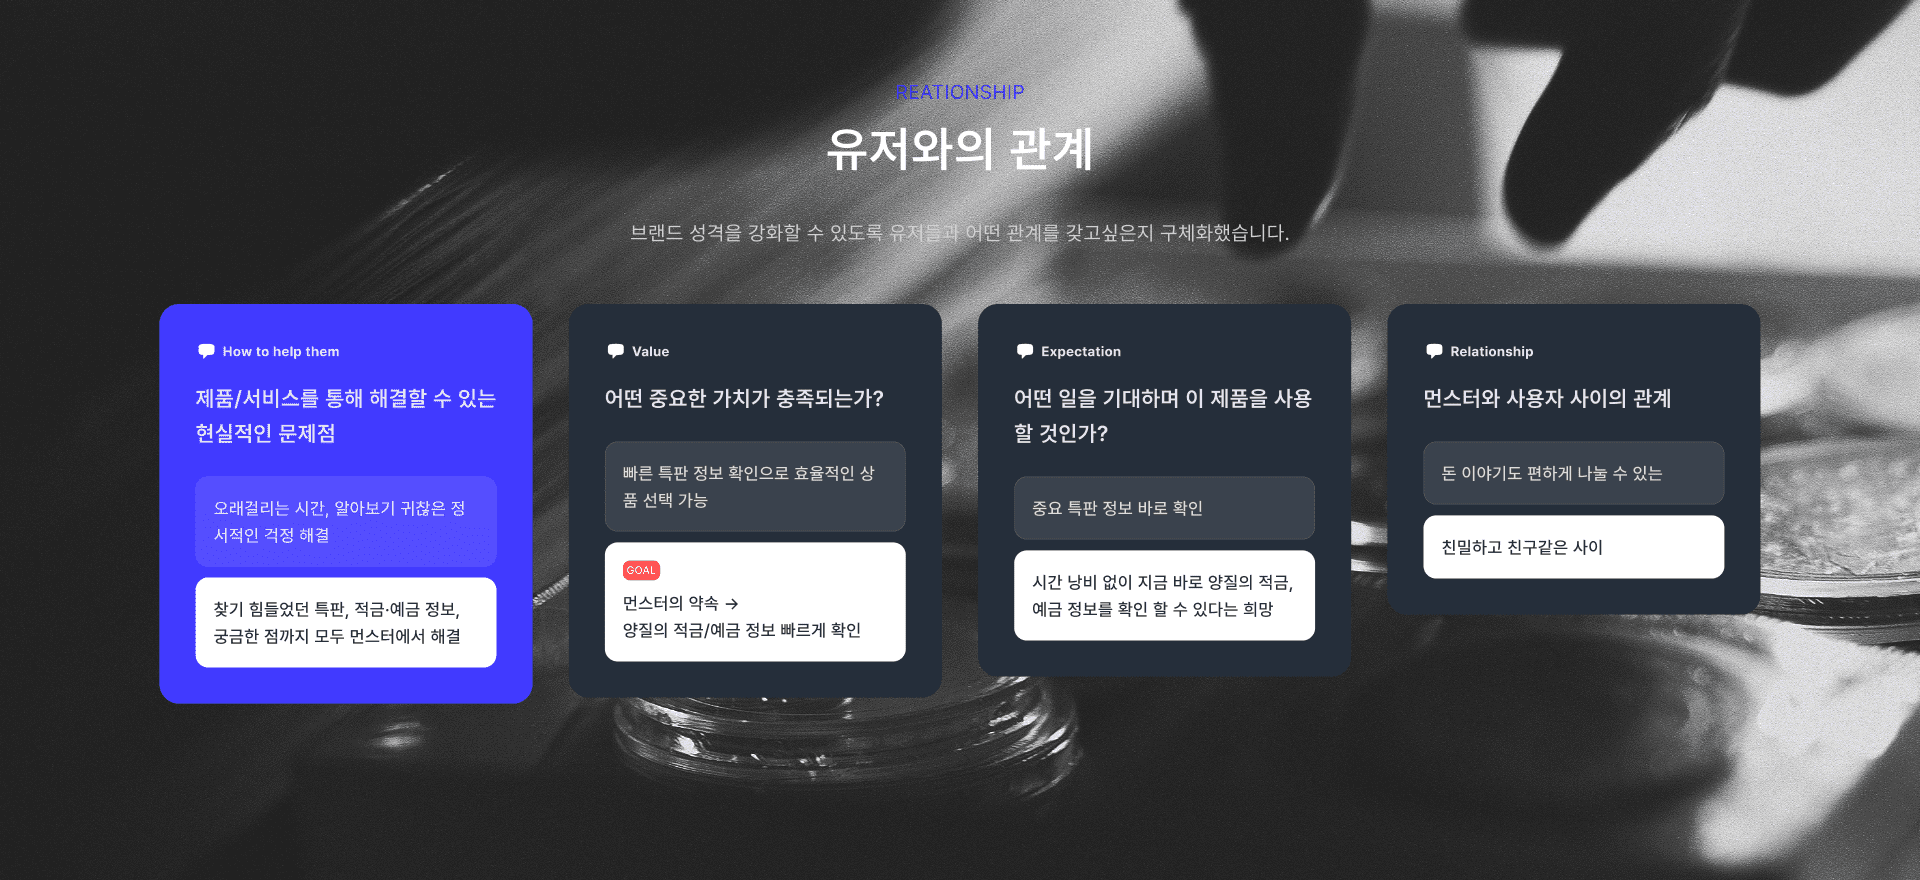 REATIONSHIP
유저와의 관계
브랜드 성격을 강화할 수 있도록 유저들과 어떤 관계를 갖고싶은지 구체화했습니다.
How to help them
제품/서비스를 통해 해결할 수 있는
현실적인 문제점
오래걸리는 시간, 알아보기 귀찮은 정
서적인 걱정 해결
찾기 힘들었던 특판, 적금·예금 정보,
궁금한 점까지 모두 먼스터에서 해결
Value
어떤 중요한 가치가 충족되는가?
빠른 특판 정보 확인으로 효율적인 상
품 선택 가능
GOAL
먼스터의 약속 →
양질의 적금/예금 정보 빠르게 확인
Expectation
어떤 일을 기대하며 이 제품을 사용
할 것인가?
중요 특판 정보 바로 확인
시간 낭비 없이 지금 바로 양질의 적금,
예금 정보를 확인 할 수 있다는 희망
Relationship
먼스터와 사용자 사이의 관계
돈 이야기도 편하게 나눌 수 있는
친밀하고 친구같은 사이